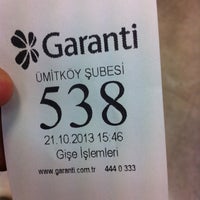 Garanti
ÜMİTKÖY ŞUBESİ
538
21.10.2013 15:46
Gişe İşlemleri
www.garanti.com.tr 444 0 333